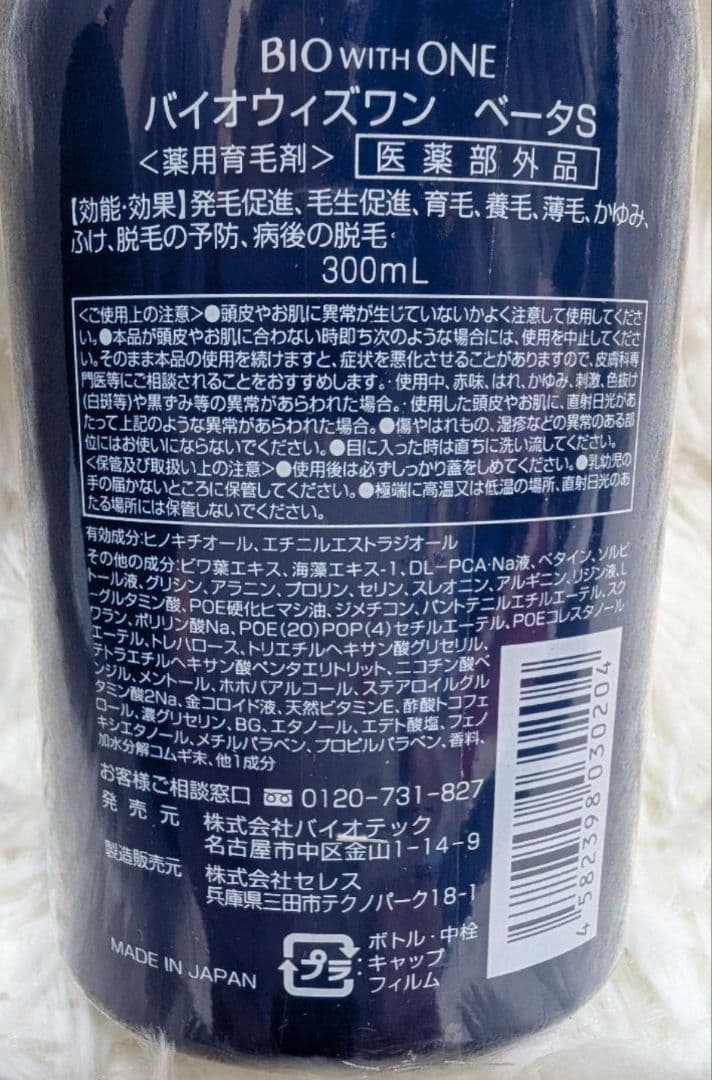 BIO WITH ONE
バイオウィズワン ベータS
<薬用育毛剤> 医薬部外品
【効能・効果】発毛促進、毛生促進、育毛、養毛、薄毛、かゆみ、
ふけ、脱毛の予防、病後の脱毛
300mL
<ご使用上の注意>●頭皮やお肌に異常が生じていないかよく注意して使用してくださ
い。●本品が頭皮やお肌に合わない時即ち次のような場合には、使用を中止してくださ
い。そのまま本品の使用を続けますと、症状を悪化させることがありますので、皮膚科専
門医等にご相談されることをおすすめします。・使用中、赤味、はれ、かゆみ、刺激、色抜け
(白斑等)や黒ずみ等の異常があらわれた場合。・使用した頭皮やお肌に、直射日光があ
たって上記のような異常があらわれた場合。●傷やはれもの、湿疹などの異常のある部
位にはお使いにならないでください。●目に入った時は直ちに洗い流してください。
<保管及び取扱い上の注意>●使用後は必ずしっかり蓋をしめてください。●乳幼児の
手の届かないところに保管してください。●極端に高温又は低温の場所、直射日光のあ
たる場所には保管しないでください。
有効成分:ヒノキチオール、エチニルエストラジオール
その他の成分:ビワ葉エキス、海藻エキス-1、DL-PCA・Na液、ベタイン、ソルビ
トール液、グリシン、アラニン、プロリン、セリン、スレオニン、アルギニン、リジン液、L
-グルタミン酸、POE硬化ヒマシ油、ジメチコン、パントテニルエチルエーテル、スク
ワラン、ポリリン酸Na、POE(20)POP(4)セチルエーテル、POEコレスタノール
エーテル、トレハロース、トリエチルヘキサン酸グリセリル、
テトラエチルヘキサン酸ペンタエリトリット、ニコチン酸ベ
ンジル、メントール、ホホバアルコール、ステアロイルグル
タミン酸2Na、金コロイド液、天然ビタミンE、酢酸トコフェ
ロール、濃グリセリン、BG、エタノール、エデト酸塩、フェノ
キシエタノール、メチルパラベン、プロピルパラベン、香料、
加水分解コムギ末、他1成分
お客様ご相談窓口 0120-731-827
発売元 株式会社バイオテック
名古屋市中区金山1-14-9
製造販売元 株式会社セレス
兵庫県三田市テクノパーク18-1
4582398030204
MADE IN JAPAN
プラ
ボトル・中栓
:キャップ
フィルム